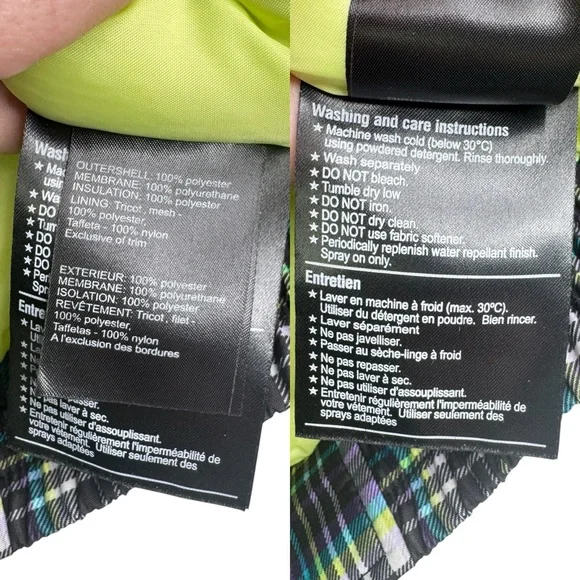 OUTERSHELL: 100% polyester
MEMBRANE: 100% polyurethane
INSULATION: 100% polyester
LINING: Tricot, mesh -
100% polyester,
Taffeta - 100% nylon
Exclusive of trim
EXTERIEUR: 100% polyester
MEMBRANE: 100% polyuréthane
ISOLATION: 100% polyester
REVÊTEMENT: Tricot, filet -
100% polyester,
Taffetas - 100% nylon
A l'exclusion des bordures
Ne pas repasser.
Ne pas laver à sec.
Ne pas utiliser d'assouplissant.
★ Entretenir régulièrement l'imperméabilité de
votre vêtement. Utiliser seulement des
sprays adaptées
Washing and care instructions
★ Machine wash cold (below 30°C)
using powdered detergent. Rinse thoroughly.
★ Wash separately
★ DO NOT bleach.
★ Tumble dry low
★ DO NOT iron.
★ DO NOT dry clean.
★ DO NOT use fabric softener.
★ Periodically replenish water repellent finish.
Spray on only.
Entretien
★ Laver en machine à froid (max. 30ºC).
Utiliser du détergent en poudre. Bien rincer.
★ Laver séparément
★ Ne pas javelliser.
★ Passer au sèche-linge à froid
★ Ne pas repasser.
★ Ne pas laver à sec.
★ Ne pas utiliser d'assouplissant.
★ Entretenir régulièrement l'imperméabilité de
votre vêtement. Utiliser seulement des
sprays adaptées